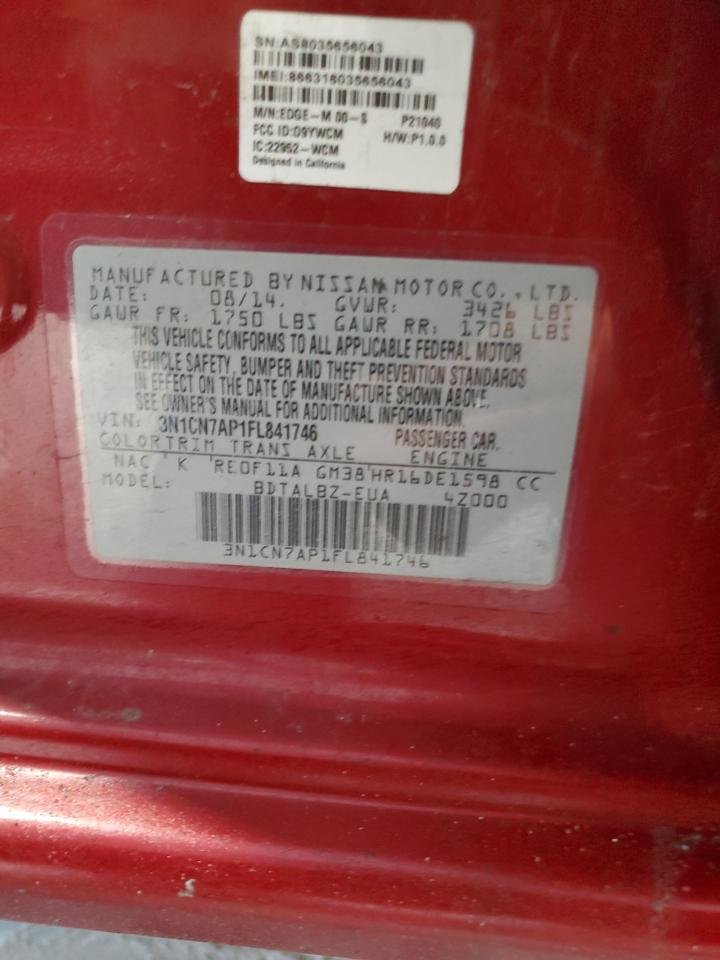 SN:AS8035656043
IMEI:866316035656043
M/N:EDGE-M 00-S P21040
FCC ID:O9YWCM H/W:P1.0.0
IC:22952-WCM
Designed in California
MANUFACTURED BY NISSAN MOTOR CO., LTD.
DATE: 08/14. GVWR: 3426 LBS
GAWR FR: 1750 LBS GAWR RR: 1708 LBS
THIS VEHICLE CONFORMS TO ALL APPLICABLE FEDERAL MOTOR
VEHICLE SAFETY, BUMPER AND THEFT PREVENTION STANDARDS
IN EFFECT ON THE DATE OF MANUFACTURE SHOWN ABOVE.
SEE OWNER'S MANUAL FOR ADDITIONAL INFORMATION.
VIN: 3N1CN7AP1FL841746 PASSENGER CAR.
COLORTRIM TRANS AXLE ENGINE
NAC ' K 'RE0F11A GM38'HR16DE1598 CC
MODEL: BDTALBZ-EUA 4Z000
3N1CN7AP1FL841746